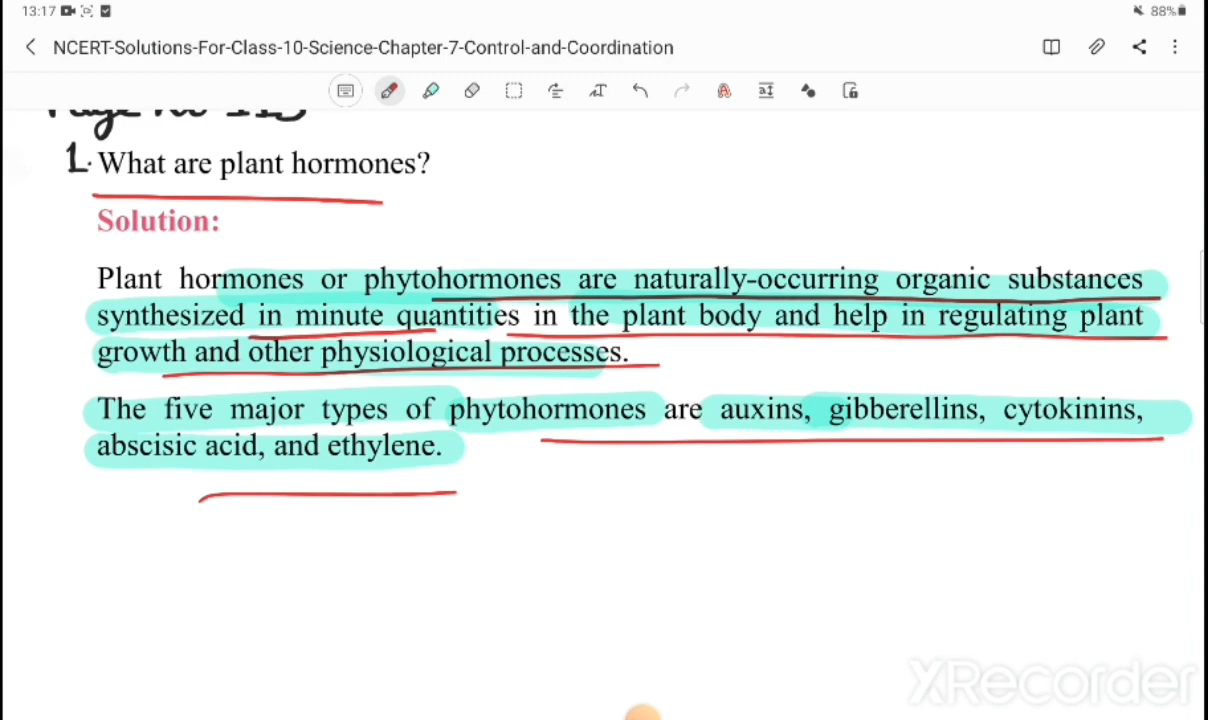 13:17
88%
NCERT-Solutions-For-Class-10-Science-Chapter-7-Control-and-Coordination
Page no
1. What are plant hormones?
Solution:
Plant hormones or phytohormones are naturally-occurring organic substances
synthesized in minute quantities in the plant body and help in regulating plant
growth and other physiological processes.
The five major types of phytohormones are auxins, gibberellins, cytokinins,
abscisic acid, and ethylene.
XRecorder